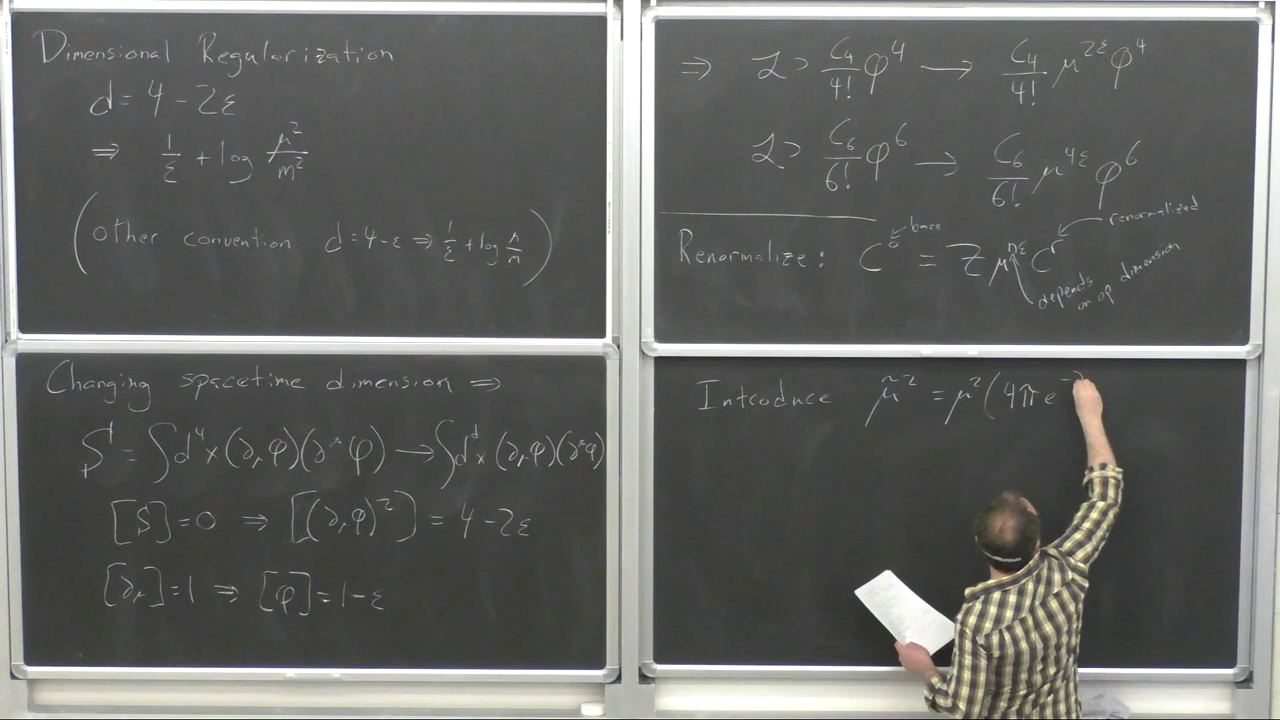 Dimensional Regularization
d = 4 - 2ε
⇒ 1/ε + log μ²/m²
(other convention d = 4-ε ⇒ 1/ε + log μ/m)
Changing spacetime dimension ⇒
S = ∫d⁴x (∂μφ)(∂^μφ) → ∫d^dx (∂μφ)(∂^μφ)
[S] = 0 ⇒ [(∂μφ)²] = 4 - 2ε
[∂μ] = 1 ⇒ [φ] = 1 - ε
⇒ ℒ ⊃ C₄/4! φ⁴ → C₄/4! μ^2ε φ⁴
ℒ ⊃ C₆/6! φ⁶ → C₆/6! μ^4ε φ⁶
Renormalize: C⁰ = Z μ^nε C^r
bare
renormalized
depends on op dimension
Introduce μ̃² = μ²(4π e^-